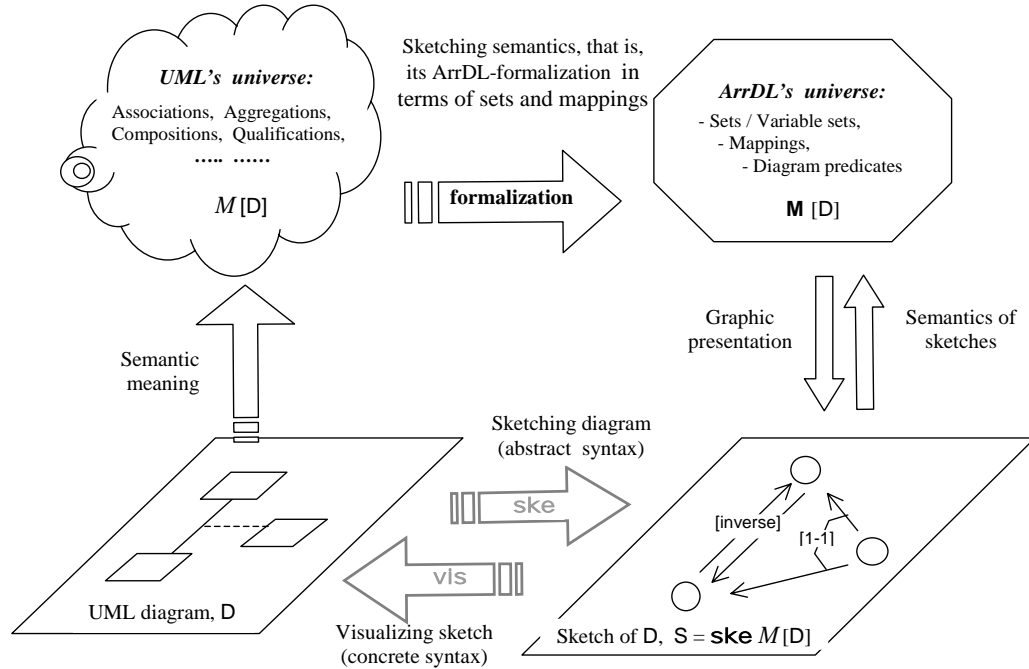 UML's universe:
Associations, Aggregations,
Compositions, Qualifications,
..... ......
M [D]
Sketching semantics, that is,
its ArrDL-formalization in
terms of sets and mappings
formalization
ArrDL's universe:
- Sets / Variable sets,
- Mappings,
- Diagram predicates
M [D]
Semantic
meaning
Graphic
presentation
Semantics of
sketches
Sketching diagram
(abstract syntax)
ske
vis
Visualizing sketch
(concrete syntax)
UML diagram, D
[inverse]
[1-1]
Sketch of D, S = ske M [D]